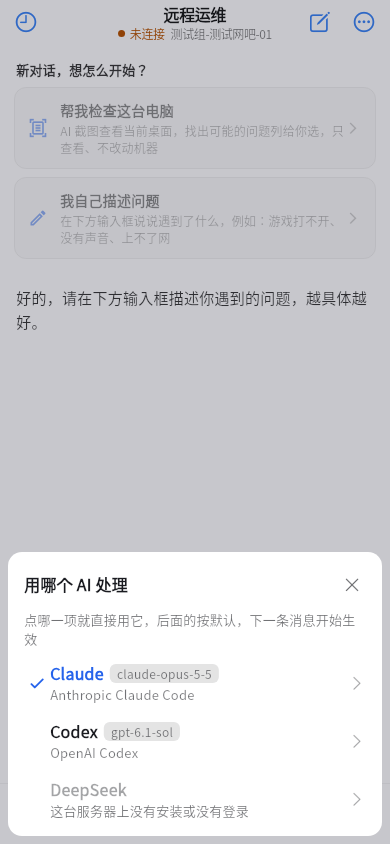 远程运维
未连接 测试组-测试网吧-01
新对话，想怎么开始？
帮我检查这台电脑
AI 截图查看当前桌面，找出可能的问题列给你选，只
查看、不改动机器
我自己描述问题
在下方输入框说说遇到了什么，例如：游戏打不开、
没有声音、上不了网
好的，请在下方输入框描述你遇到的问题，越具体越
好。
用哪个 AI 处理
点哪一项就直接用它，后面的按默认，下一条消息开始生
效
Claude claude-opus-5-5
Anthropic Claude Code
Codex gpt-6.1-sol
OpenAI Codex
DeepSeek
这台服务器上没有安装或没有登录